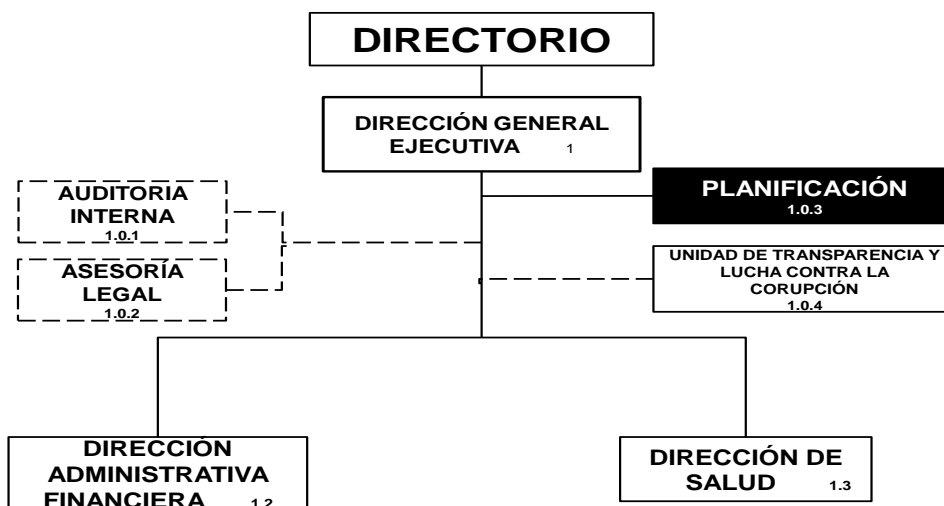 DIRECTORIO
DIRECCIÓN GENERAL
EJECUTIVA 1
AUDITORIA
INTERNA
1.0.1
ASESORÍA
LEGAL
1.0.2
PLANIFICACIÓN
1.0.3
UNIDAD DE TRANSPARENCIA Y
LUCHA CONTRA LA
CORUPCIÓN
1.0.4
DIRECCIÓN
ADMINISTRATIVA
FINANCIERA 1.2
DIRECCIÓN DE
SALUD 1.3